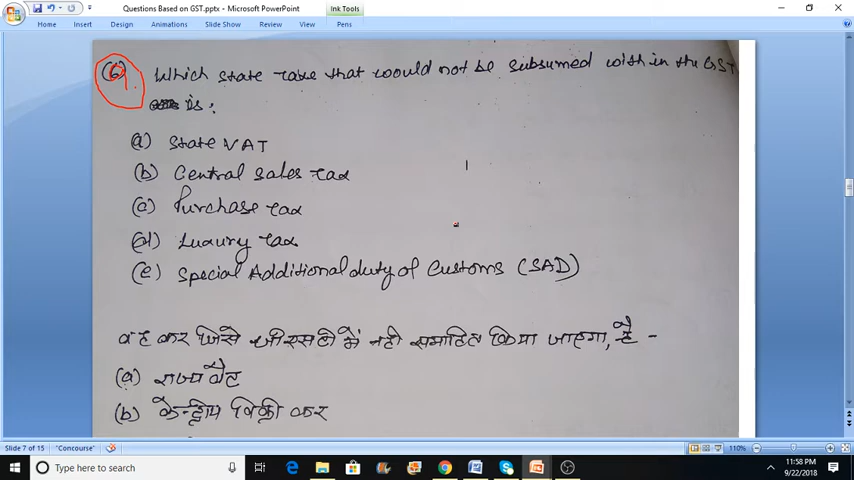 Questions Based on GST.pptx - Microsoft PowerPoint
Ink Tools
Home Insert Design Animations Slide Show Review View Pens
9 Which state taxe that would not be subsumed with in the GST
is:
(a) State VAT
(b) Central Sales tax
(c) Purchase tax
(d) Luxury tax
(e) Special Additional duty of Customs (SAD)
वह कर जिसे जीएसटी में नही समाहित किया जाएगा, है -
(a) राज्य वैट
(b) केन्द्रीय विक्री कर
Slide 7 of 15 "Concourse" 110%
Type here to search
11:58 PM
9/22/2018